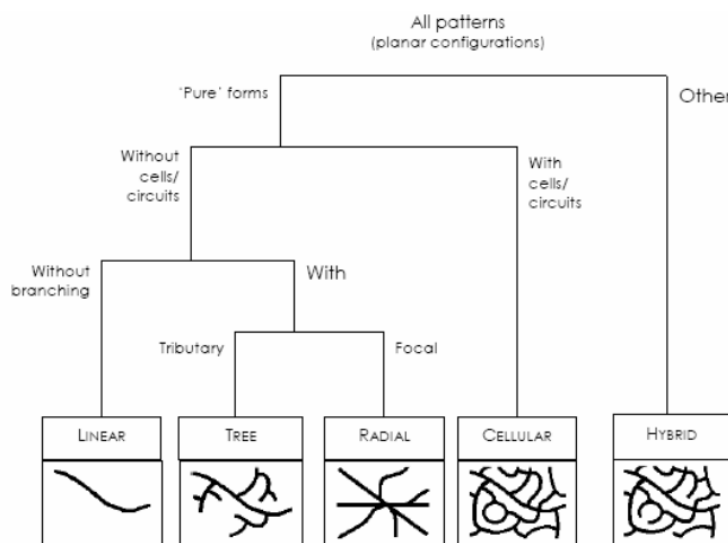 All patterns
(planar configurations)
'Pure' forms
Other
Without
cells/
circuits
With
cells/
circuits
Without
branching
With
Tributary
Focal
LINEAR
TREE
RADIAL
CELLULAR
HYBRID